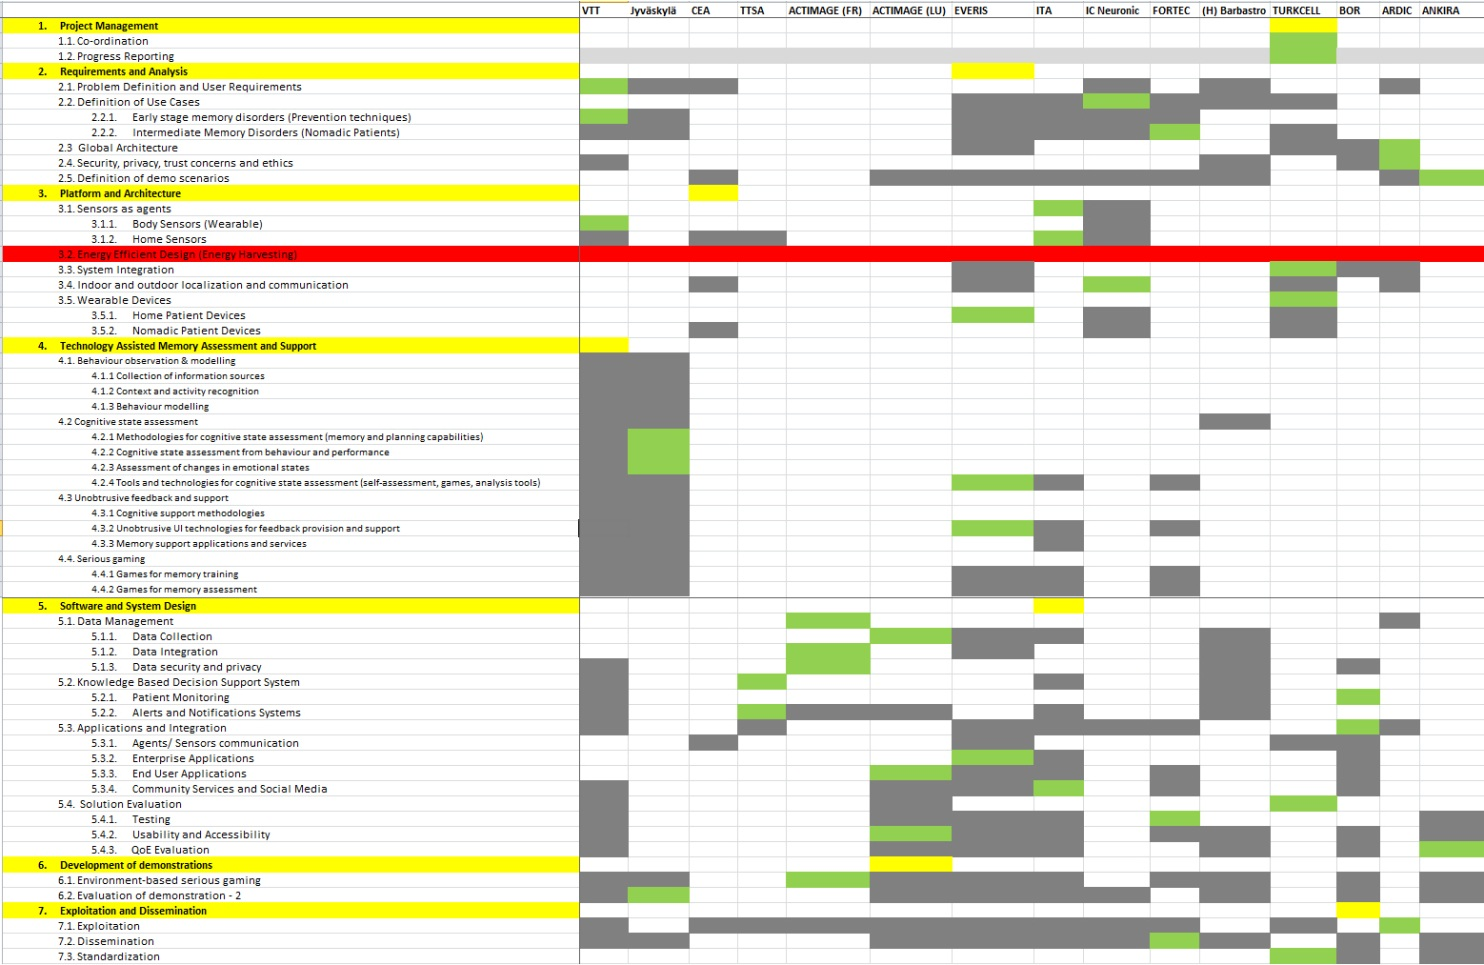 VTT Jyväskylä CEA TTSA ACTIMAGE (FR) ACTIMAGE (LU) EVERIS ITA IC Neuronic FORTEC (H) Barbastro TURKCELL BOR ARDIC ANKIRA
1. Project Management
1.1. Co-ordination
1.2. Progress Reporting
2. Requirements and Analysis
2.1. Problem Definition and User Requirements
2.2. Definition of Use Cases
2.2.1. Early stage memory disorders (Prevention techniques)
2.2.2. Intermediate Memory Disorders (Nomadic Patients)
2.3 Global Architecture
2.4. Security, privacy, trust concerns and ethics
2.5. Definition of demo scenarios
3. Platform and Architecture
3.1. Sensors as agents
3.1.1. Body Sensors (Wearable)
3.1.2. Home Sensors
3.2. Energy Efficient Design (Energy Harvesting)
3.3. System Integration
3.4. Indoor and outdoor localization and communication
3.5. Wearable Devices
3.5.1. Home Patient Devices
3.5.2. Nomadic Patient Devices
4. Technology Assisted Memory Assessment and Support
4.1. Behaviour observation & modelling
4.1.1 Collection of information sources
4.1.2 Context and activity recognition
4.1.3 Behaviour modelling
4.2 Cognitive state assessment
4.2.1 Methodologies for cognitive state assessment (memory and planning capabilities)
4.2.2 Cognitive state assessment from behaviour and performance
4.2.3 Assessment of changes in emotional states
4.2.4 Tools and technologies for cognitive state assessment (self-assessment, games, analysis tools)
4.3 Unobtrusive feedback and support
4.3.1 Cognitive support methodologies
4.3.2 Unobtrusive UI technologies for feedback provision and support
4.3.3 Memory support applications and services
4.4. Serious gaming
4.4.1 Games for memory training
4.4.2 Games for memory assessment
5. Software and System Design
5.1. Data Management
5.1.1. Data Collection
5.1.2. Data Integration
5.1.3. Data security and privacy
5.2. Knowledge Based Decision Support System
5.2.1. Patient Monitoring
5.2.2. Alerts and Notifications Systems
5.3. Applications and Integration
5.3.1. Agents/ Sensors communication
5.3.2. Enterprise Applications
5.3.3. End User Applications
5.3.4. Community Services and Social Media
5.4. Solution Evaluation
5.4.1. Testing
5.4.2. Usability and Accessibility
5.4.3. QoE Evaluation
6. Development of demonstrations
6.1. Environment-based serious gaming
6.2. Evaluation of demonstration - 2
7. Exploitation and Dissemination
7.1. Exploitation
7.2. Dissemination
7.3. Standardization